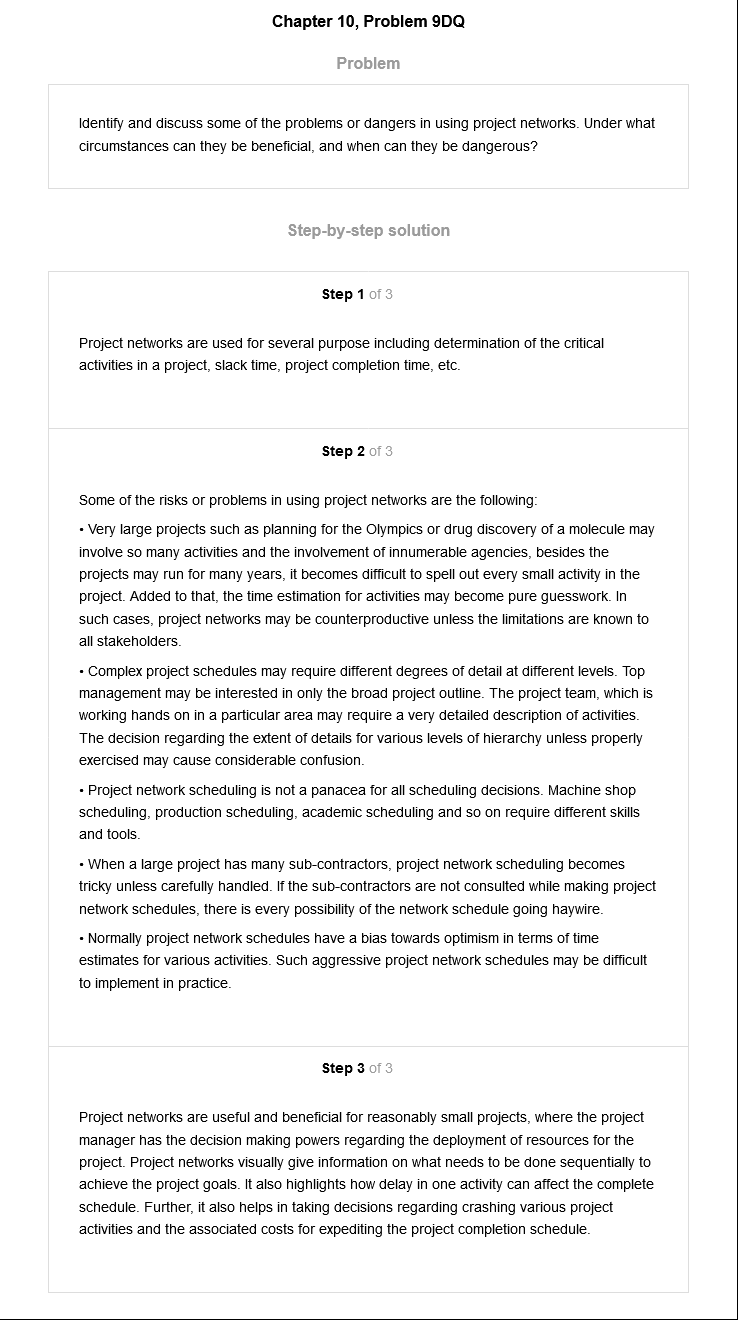 Chapter 10, Problem 9DQ
Problem
Identify and discuss some of the problems or dangers in using project networks. Under what
circumstances can they be beneficial, and when can they be dangerous?
Step-by-step solution
Step 1 of 3
Project networks are used for several purpose including determination of the critical
activities in a project, slack time, project completion time, etc.
Step 2 of 3
Some of the risks or problems in using project networks are the following:
• Very large projects such as planning for the Olympics or drug discovery of a molecule may
involve so many activities and the involvement of innumerable agencies, besides the
projects may run for many years, it becomes difficult to spell out every small activity in the
project. Added to that, the time estimation for activities may become pure guesswork. In
such cases, project networks may be counterproductive unless the limitations are known to
all stakeholders.
• Complex project schedules may require different degrees of detail at different levels. Top
management may be interested in only the broad project outline. The project team, which is
working hands on in a particular area may require a very detailed description of activities.
The decision regarding the extent of details for various levels of hierarchy unless properly
exercised may cause considerable confusion.
• Project network scheduling is not a panacea for all scheduling decisions. Machine shop
scheduling, production scheduling, academic scheduling and so on require different skills
and tools.
• When a large project has many sub-contractors, project network scheduling becomes
tricky unless carefully handled. If the sub-contractors are not consulted while making project
network schedules, there is every possibility of the network schedule going haywire.
• Normally project network schedules have a bias towards optimism in terms of time
estimates for various activities. Such aggressive project network schedules may be difficult
to implement in practice.
Step 3 of 3
Project networks are useful and beneficial for reasonably small projects, where the project
manager has the decision making powers regarding the deployment of resources for the
project. Project networks visually give information on what needs to be done sequentially to
achieve the project goals. It also highlights how delay in one activity can affect the complete
schedule. Further, it also helps in taking decisions regarding crashing various project
activities and the associated costs for expediting the project completion schedule.